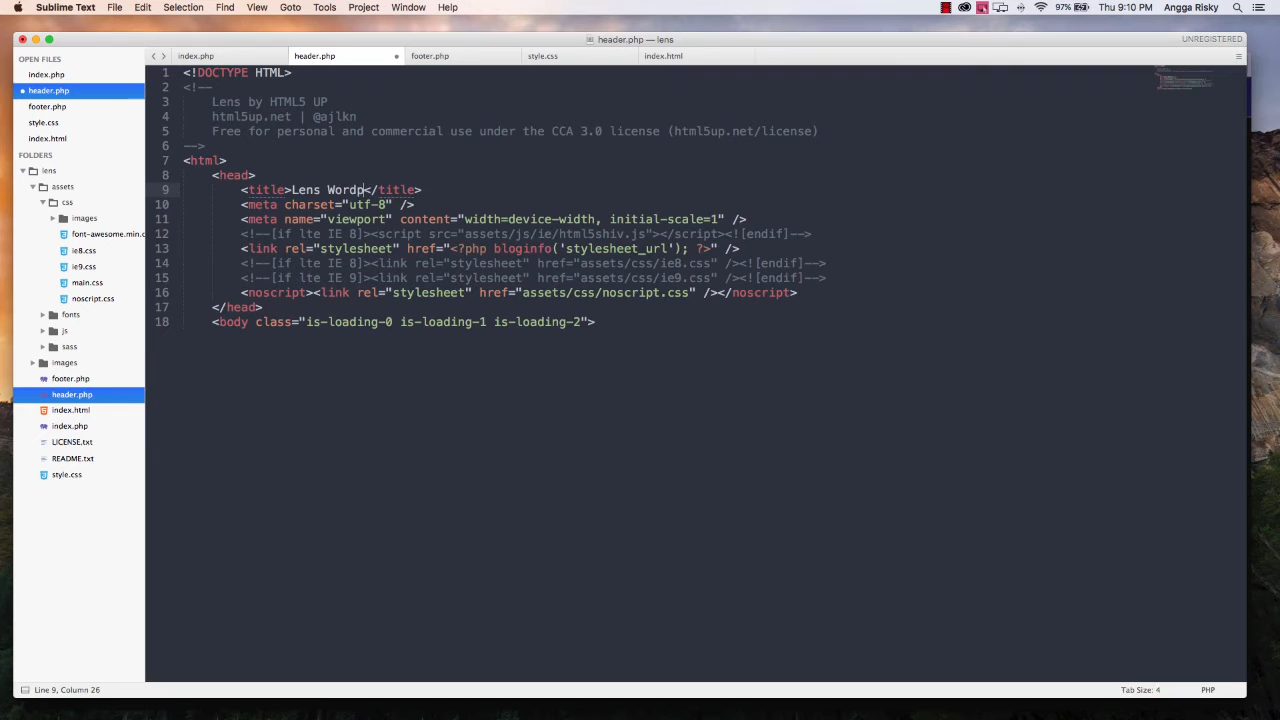 Sublime Text File Edit Selection Find View Goto Tools Project Window Help 97% Thu 9:10 PM Angga Risky
header.php — lens UNREGISTERED
OPEN FILES
index.php
header.php
footer.php
style.css
index.html
FOLDERS
lens
assets
css
images
font-awesome.min.c
ie8.css
ie9.css
main.css
noscript.css
fonts
js
sass
images
footer.php
header.php
index.html
index.php
LICENSE.txt
README.txt
style.css
index.php header.php footer.php style.css index.html
1 <!DOCTYPE HTML>
2 <!--
3 Lens by HTML5 UP
4 html5up.net | @ajlkn
5 Free for personal and commercial use under the CCA 3.0 license (html5up.net/license)
6 -->
7 <html>
8 <head>
9 <title>Lens Wordp</title>
10 <meta charset="utf-8" />
11 <meta name="viewport" content="width=device-width, initial-scale=1" />
12 <!--[if lte IE 8]><script src="assets/js/ie/html5shiv.js"></script><![endif]-->
13 <link rel="stylesheet" href="<?php bloginfo('stylesheet_url'); ?>" />
14 <!--[if lte IE 8]><link rel="stylesheet" href="assets/css/ie8.css" /><![endif]-->
15 <!--[if lte IE 9]><link rel="stylesheet" href="assets/css/ie9.css" /><![endif]-->
16 <noscript><link rel="stylesheet" href="assets/css/noscript.css" /></noscript>
17 </head>
18 <body class="is-loading-0 is-loading-1 is-loading-2">
Line 9, Column 26 Tab Size: 4 PHP